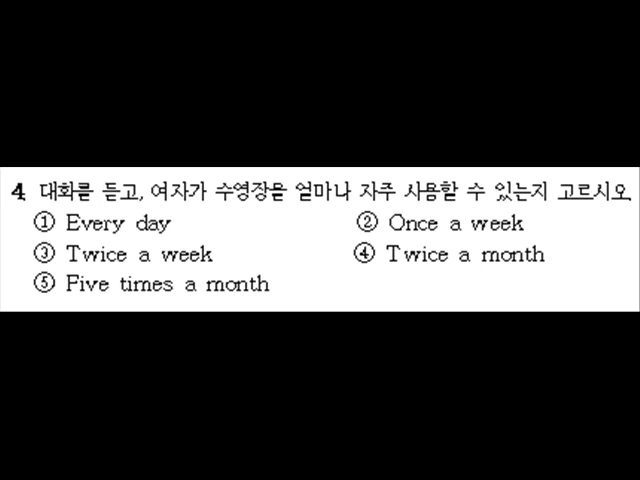 4. 대화를 듣고, 여자가 수영장을 얼마나 자주 사용할 수 있는지 고르시오.
① Every day ② Once a week
③ Twice a week ④ Twice a month
⑤ Five times a month